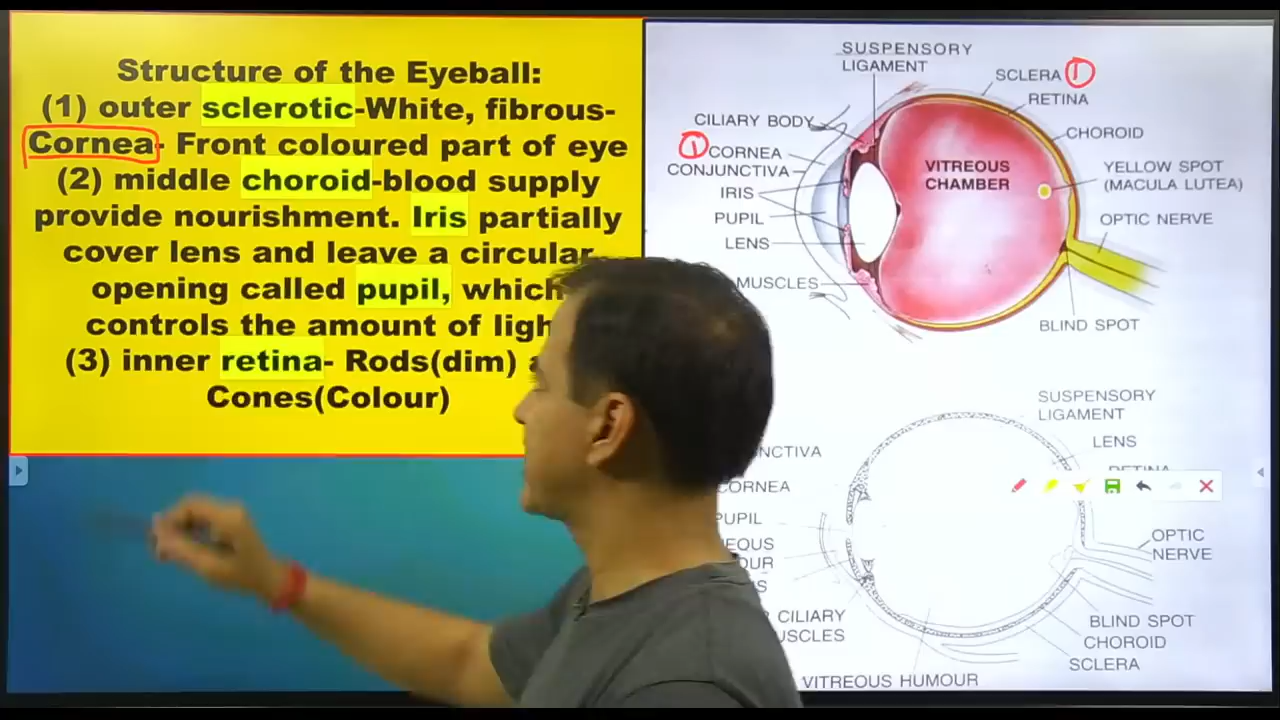 Structure of the Eyeball:
(1) outer sclerotic-White, fibrous-
Cornea- Front coloured part of eye
(2) middle choroid-blood supply
provide nourishment. Iris partially
cover lens and leave a circular
opening called pupil, which
controls the amount of
(3) inner retina- Rods(dim)
Cones(Colour)
SUSPENSORY
LIGAMENT
SCLERA 1
RETINA
CILIARY BODY
CHOROID
1 CORNEA
CONJUNCTIVA
VITREOUS
CHAMBER
YELLOW SPOT
(MACULA LUTEA)
IRIS
PUPIL
OPTIC NERVE
LENS
MUSCLES
BLIND SPOT
SUSPENSORY
LIGAMENT
LENS
RETINA
CORNEA
PUPIL
OPTIC
NERVE
CILIARY
BLIND SPOT
CHOROID
SCLERA
VITREOUS HUMOUR